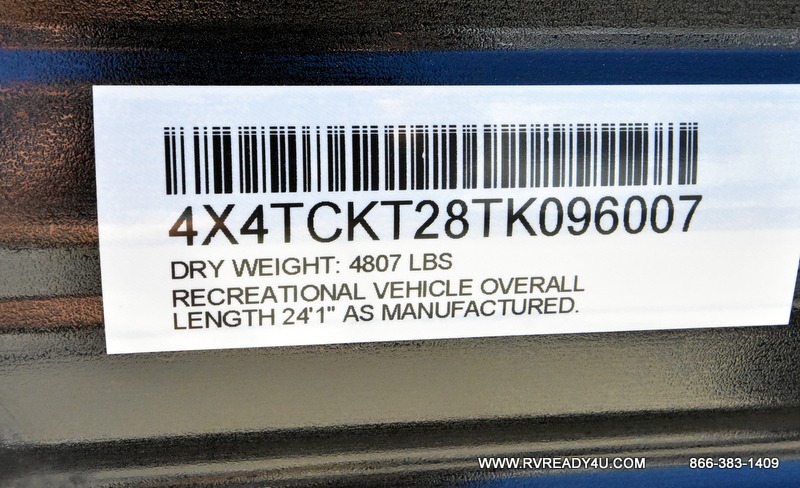 4X4TCKT28TK096007
DRY WEIGHT: 4807 LBS
RECREATIONAL VEHICLE OVERALL
LENGTH 24'1" AS MANUFACTURED.
WWW.RVREADY4U.COM 866-383-1409